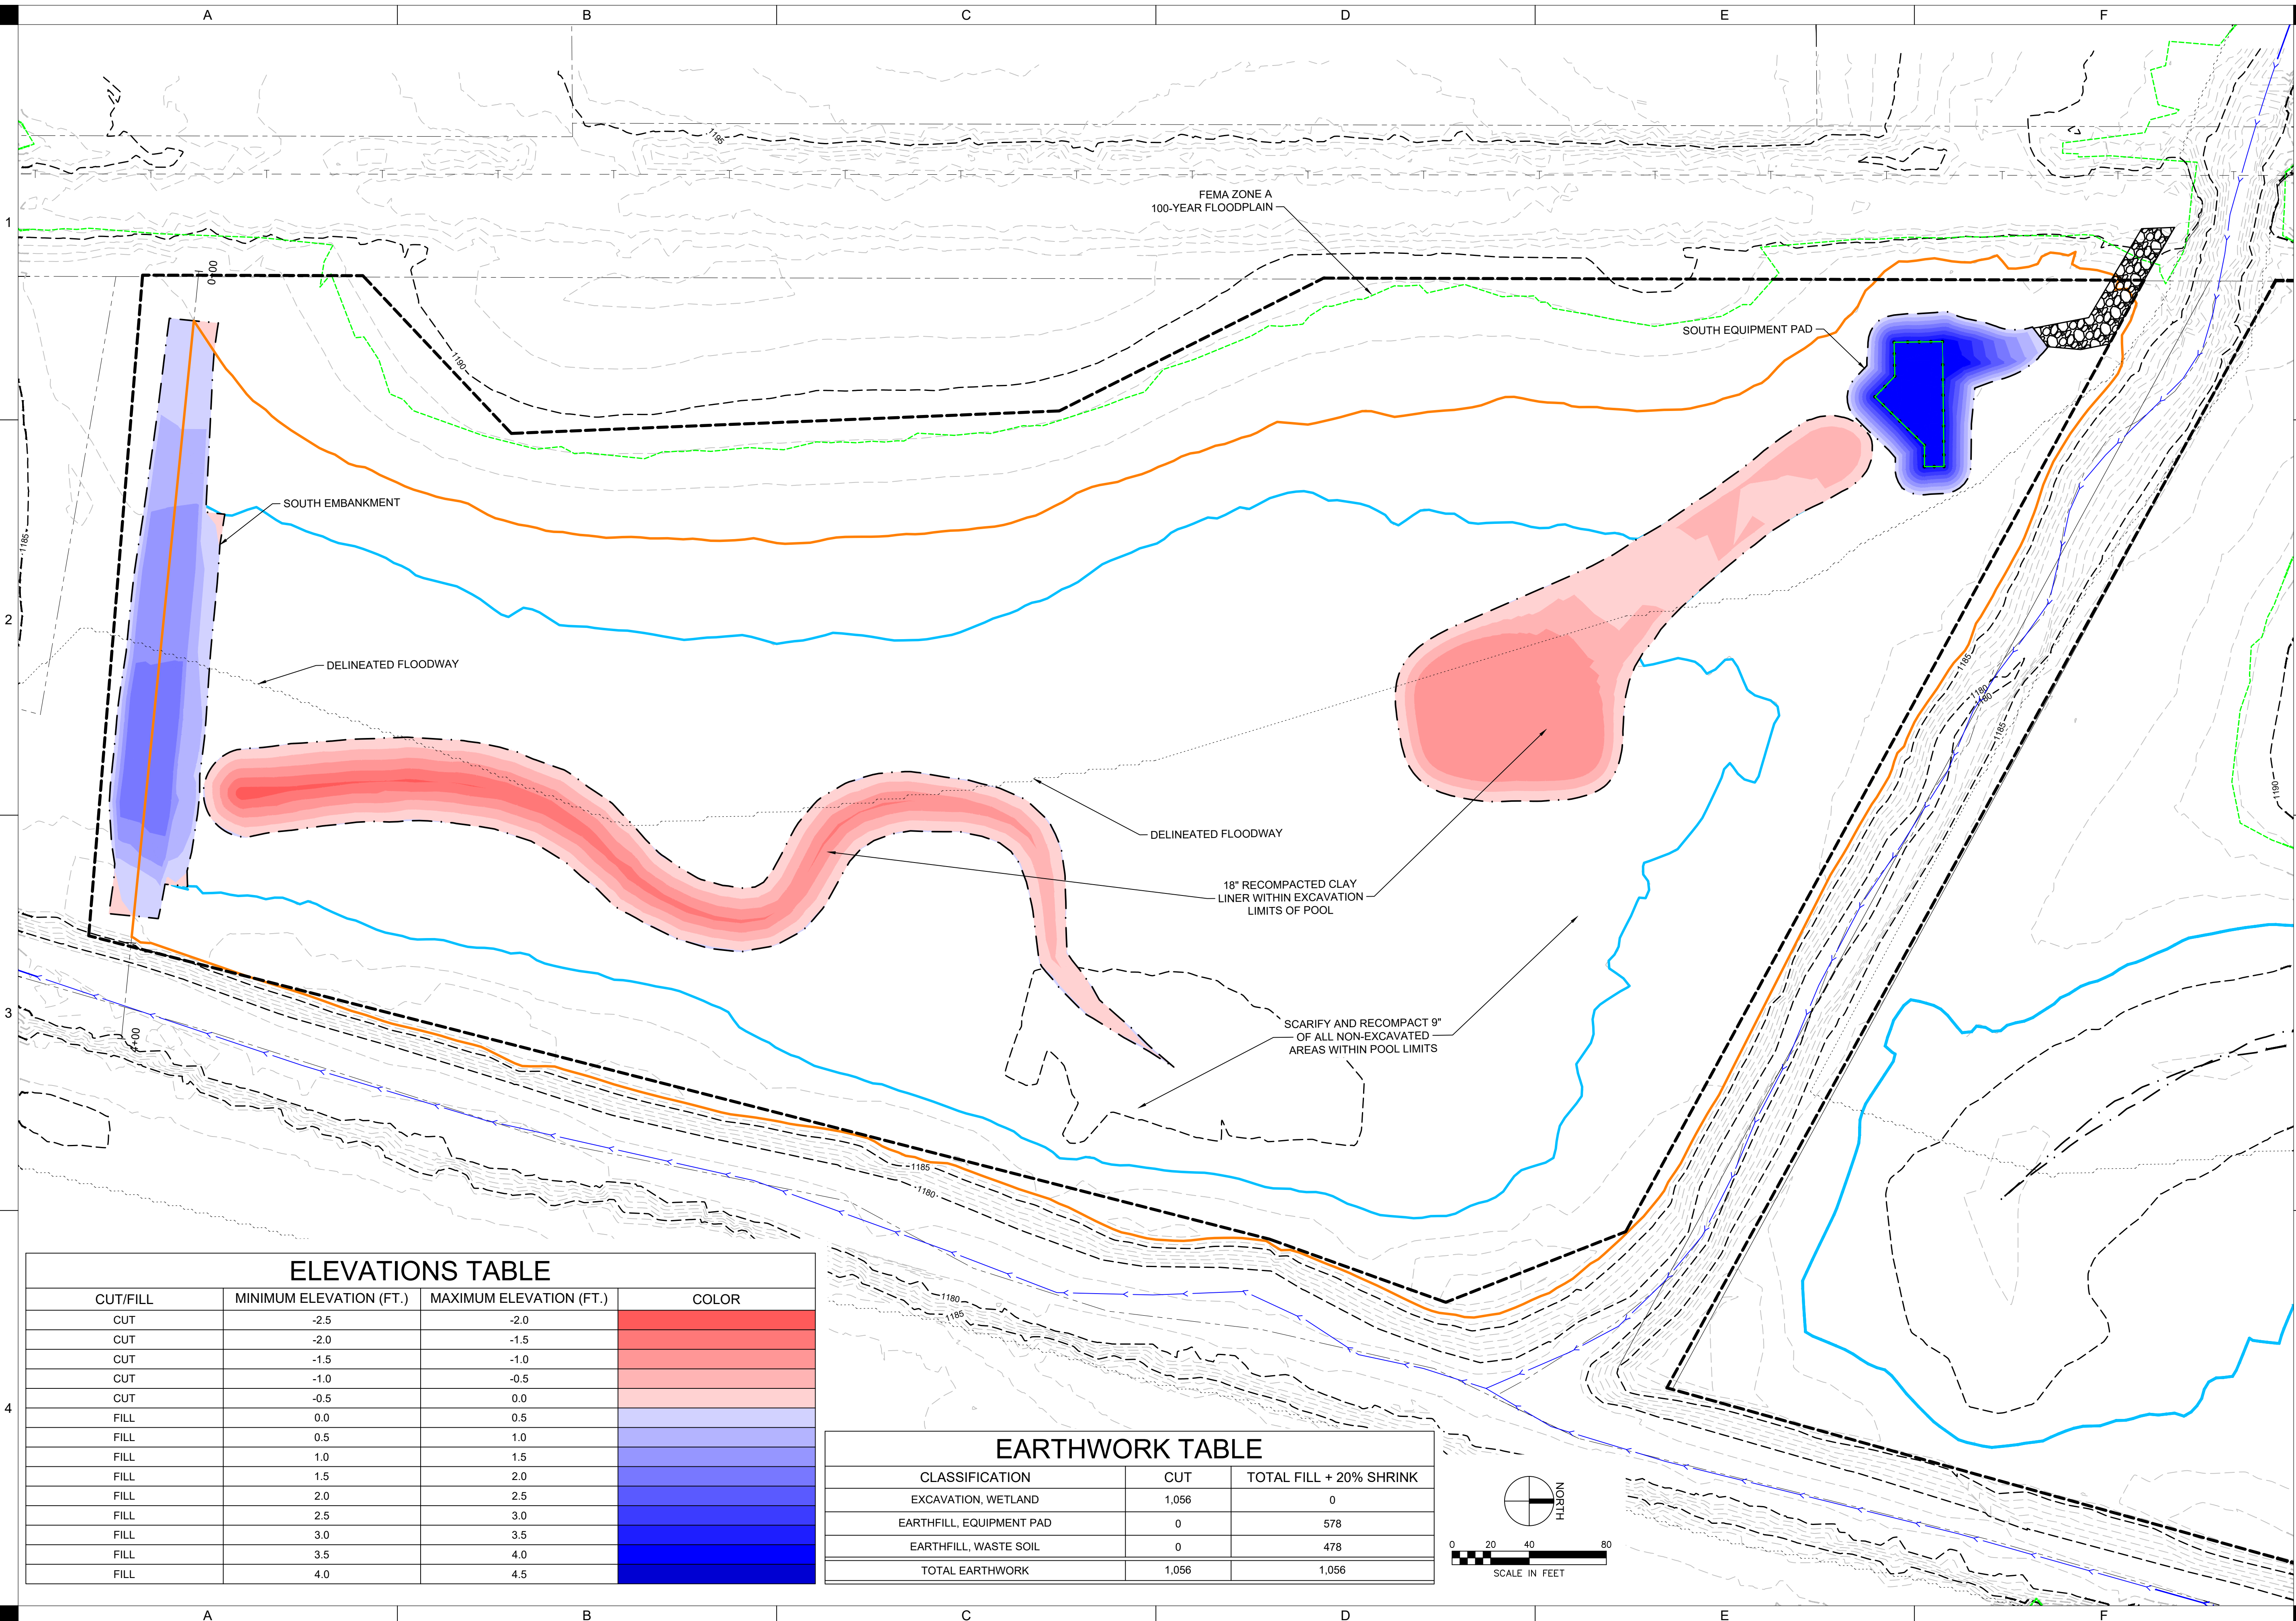 A B C D E F
1195
FEMA ZONE A
100-YEAR FLOODPLAIN
1
0+00
SOUTH EQUIPMENT PAD
1190
SOUTH EMBANKMENT
1185
2
DELINEATED FLOODWAY
1185
1180
1180
1185
1190
DELINEATED FLOODWAY
18" RECOMPACTED CLAY
LINER WITHIN EXCAVATION
LIMITS OF POOL
3
SCARIFY AND RECOMPACT 9"
OF ALL NON-EXCAVATED
AREAS WITHIN POOL LIMITS
4+00
1185
1180
1180
1185
4
ELEVATIONS TABLE
CUT/FILL MINIMUM ELEVATION (FT.) MAXIMUM ELEVATION (FT.) COLOR
CUT -2.5 -2.0
CUT -2.0 -1.5
CUT -1.5 -1.0
CUT -1.0 -0.5
CUT -0.5 0.0
FILL 0.0 0.5
FILL 0.5 1.0
FILL 1.0 1.5
FILL 1.5 2.0
FILL 2.0 2.5
FILL 2.5 3.0
FILL 3.0 3.5
FILL 3.5 4.0
FILL 4.0 4.5
EARTHWORK TABLE
CLASSIFICATION CUT TOTAL FILL + 20% SHRINK
EXCAVATION, WETLAND 1,056 0
EARTHFILL, EQUIPMENT PAD 0 578
EARTHFILL, WASTE SOIL 0 478
TOTAL EARTHWORK 1,056 1,056
NORTH
0 20 40 80
SCALE IN FEET
A B C D E F